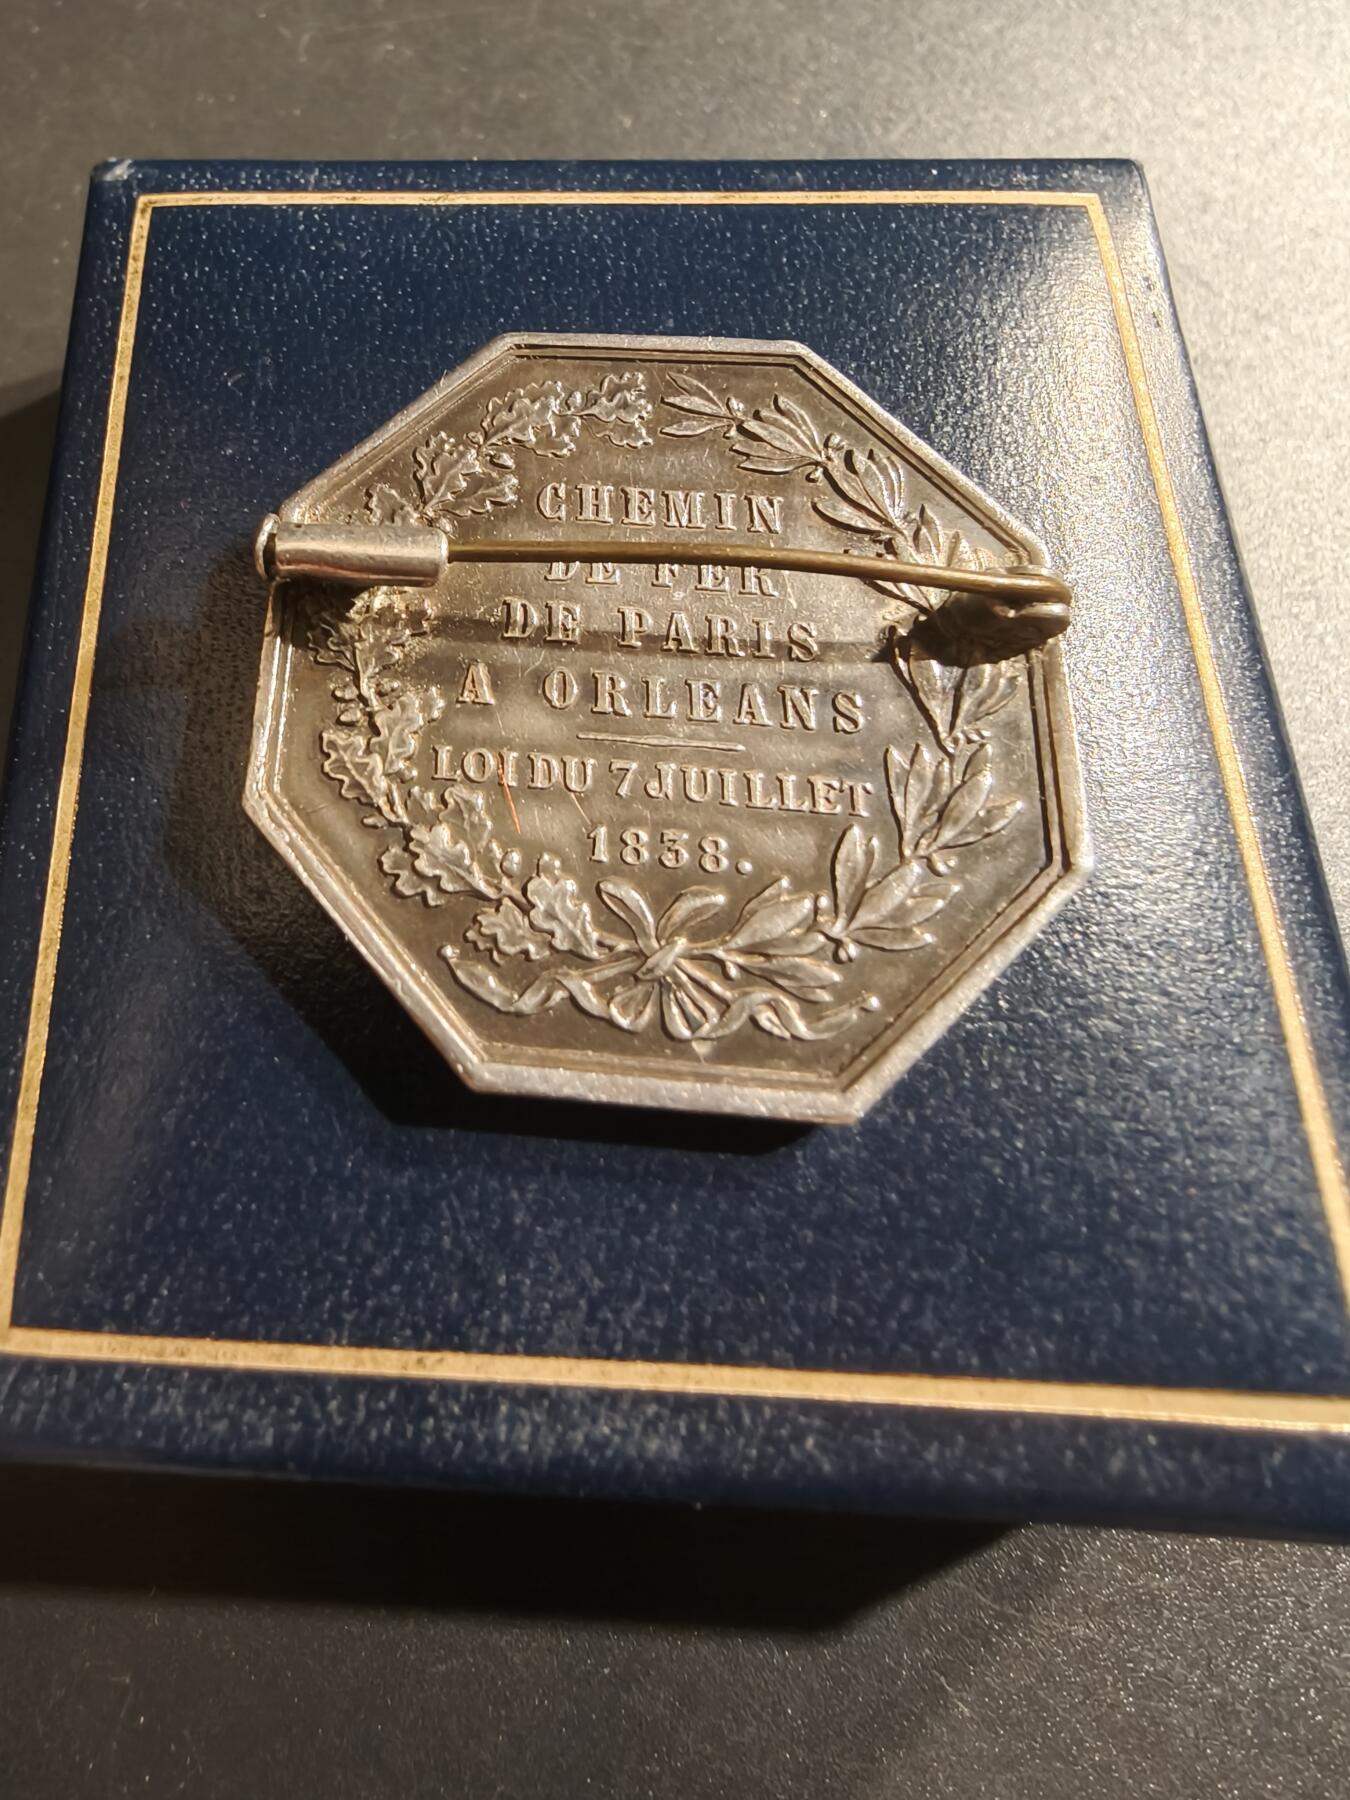 CHEMIN
DE FER
DE PARIS
A ORLEANS
LOI DU 7 JUILLET
1838.